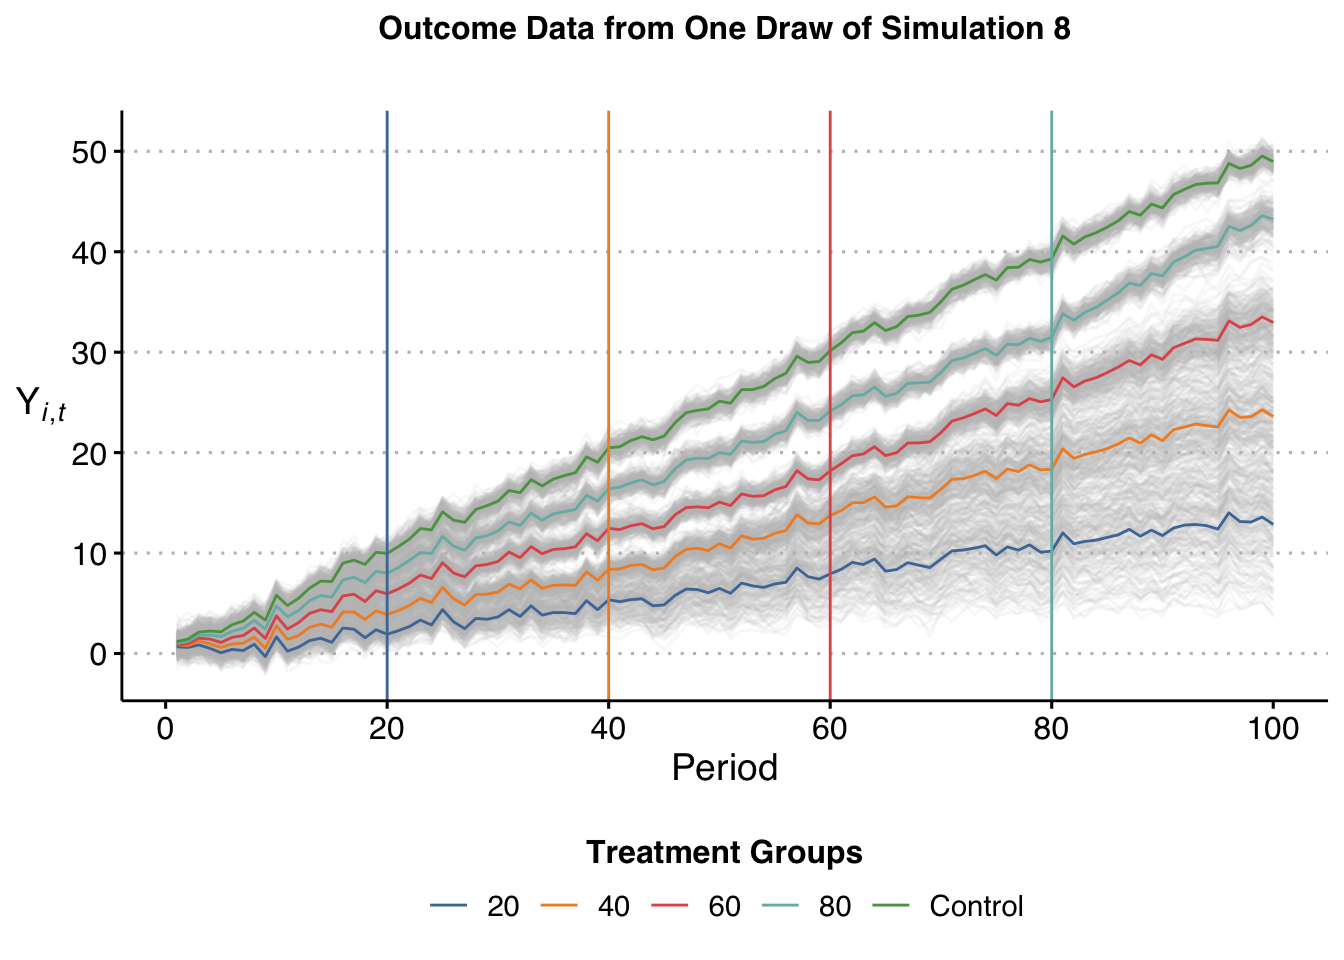 Outcome Data from One Draw of Simulation 8
50
40
30
20
10
0
Y i,t
0 20 40 60 80 100
Period
Treatment Groups
20 40 60 80 Control